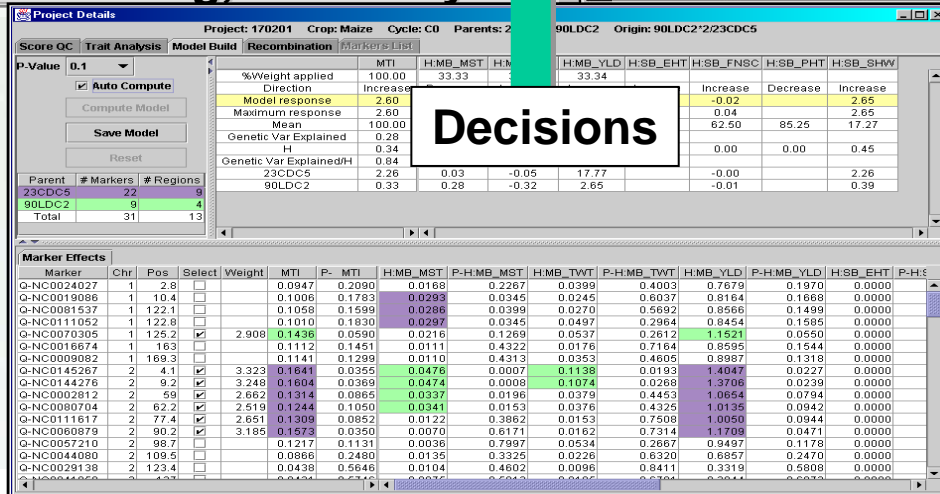 Project Details
Project: 170201 Crop: Maize Cycle: C0 Parents: 2 90LDC2 Origin: 90LDC2^2/23CDC5
Score QC Trait Analysis Model Build Recombination Markers List
P-Value 0.1
Auto Compute
Compute Model
Save Model
Reset
Parent # Markers # Regions
23CDC5 22 9
90LDC2 9 4
Total 31 13
MTI H:MB_MST H:M H:MB_YLD H:SB_EHT H:SB_FNSC H:SB_PHT H:SB_SHW
%Weight applied 100.00 33.33 33.34
Direction Increase Increase Decrease Increase
Model response 2.60 -0.02 2.65
Maximum response 2.60 0.04 2.65
Mean 100.00 62.50 85.25 17.27
Genetic Var Explained 0.28
H 0.34 0.00 0.00 0.45
Genetic Var Explained/H 0.84
23CDC5 2.26 0.03 -0.05 17.77 -0.00 2.26
90LDC2 0.33 0.28 -0.32 2.65 -0.01 0.39
Decisions
Marker Effects
Marker Chr Pos Select Weight MTI P- MTI H:MB_MST P-H:MB_MST H:MB_TWT P-H:MB_TWT H:MB_YLD P-H:MB_YLD H:SB_EHT P-H:S
Q-NC0024027 1 2.8 0.0947 0.2090 0.0168 0.2267 0.0399 0.4003 0.7679 0.1970 0.0000
Q-NC0019086 1 10.4 0.1006 0.1783 0.0293 0.0345 0.0245 0.6037 0.8164 0.1668 0.0000
Q-NC0081537 1 122.1 0.1058 0.1599 0.0286 0.0399 0.0270 0.5692 0.8566 0.1499 0.0000
Q-NC0111052 1 122.8 0.1010 0.1830 0.0297 0.0345 0.0497 0.2964 0.8454 0.1585 0.0000
Q-NC0070305 1 125.2 2.908 0.1436 0.0590 0.0216 0.1269 0.0537 0.2612 1.1521 0.0550 0.0000
Q-NC0016674 1 163 0.1112 0.1451 0.0111 0.4322 0.0176 0.7164 0.8595 0.1544 0.0000
Q-NC0009082 1 169.3 0.1141 0.1299 0.0110 0.4313 0.0353 0.4605 0.8987 0.1318 0.0000
Q-NC0145267 2 4.1 3.323 0.1641 0.0355 0.0476 0.0007 0.1138 0.0193 1.4047 0.0227 0.0000
Q-NC0144276 2 9.2 3.248 0.1604 0.0369 0.0474 0.0008 0.1074 0.0268 1.3706 0.0239 0.0000
Q-NC0002812 2 59 2.662 0.1314 0.0865 0.0337 0.0196 0.0379 0.4453 1.0654 0.0794 0.0000
Q-NC0080704 2 62.2 2.519 0.1244 0.1050 0.0341 0.0153 0.0376 0.4325 1.0135 0.0942 0.0000
Q-NC0111617 2 77.4 2.651 0.1309 0.0852 0.0122 0.3862 0.0153 0.7508 1.0050 0.0944 0.0000
Q-NC0060879 2 90.2 3.185 0.1573 0.0350 0.0070 0.6171 0.0162 0.7314 1.1709 0.0471 0.0000
Q-NC0057210 2 98.7 0.1217 0.1131 0.0036 0.7997 0.0534 0.2667 0.9497 0.1178 0.0000
Q-NC0044080 2 109.5 0.0866 0.2480 0.0135 0.3325 0.0226 0.6320 0.6857 0.2470 0.0000
Q-NC0029138 2 123.4 0.0438 0.5646 0.0104 0.4602 0.0096 0.8411 0.3319 0.5808 0.0000